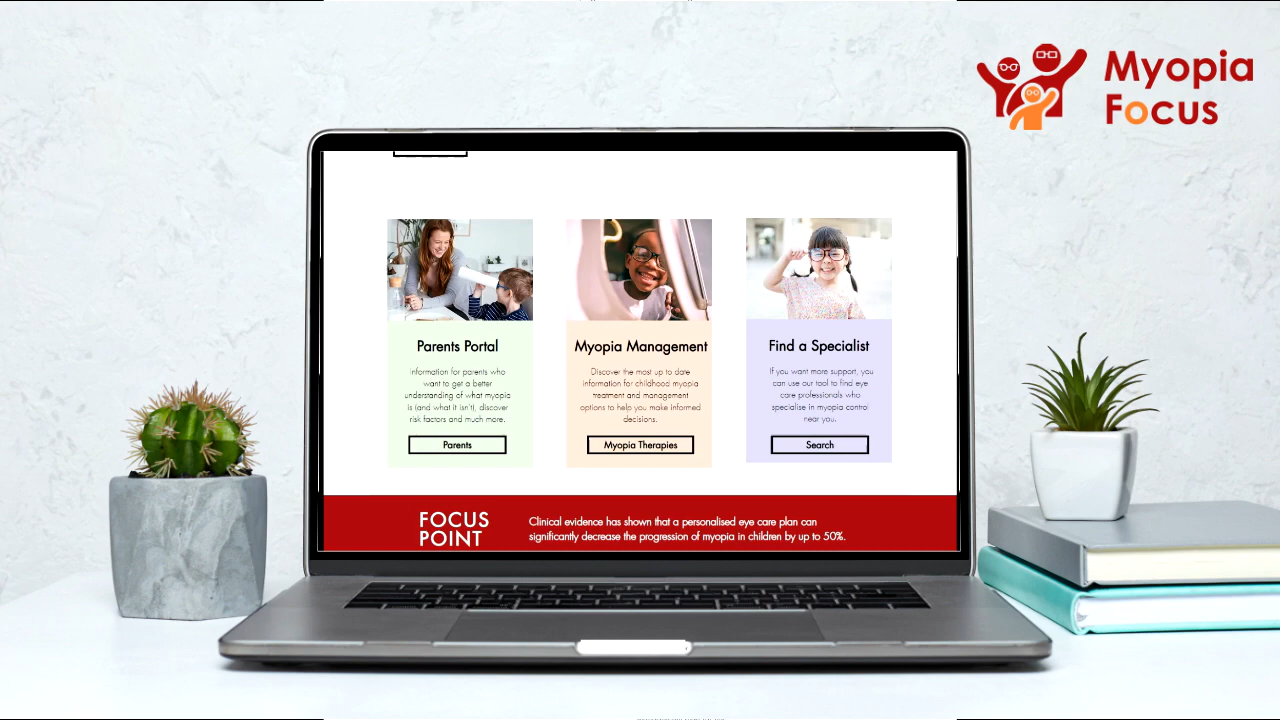 Myopia
Focus
Parents Portal
Information for parents who
want to get a better
understanding of what myopia
is (and what it isn't), discover
risk factors and much more.
Parents
Myopia Management
Discover the most up to date
information for childhood myopia
treatment and management
options to help you make informed
decisions.
Myopia Therapies
Find a Specialist
If you want more support, you
can use our tool to find eye
care professionals who
specialise in myopia control
near you.
Search
FOCUS
POINT
Clinical evidence has shown that a personalised eye care plan can
significantly decrease the progression of myopia in children by up to 50%.